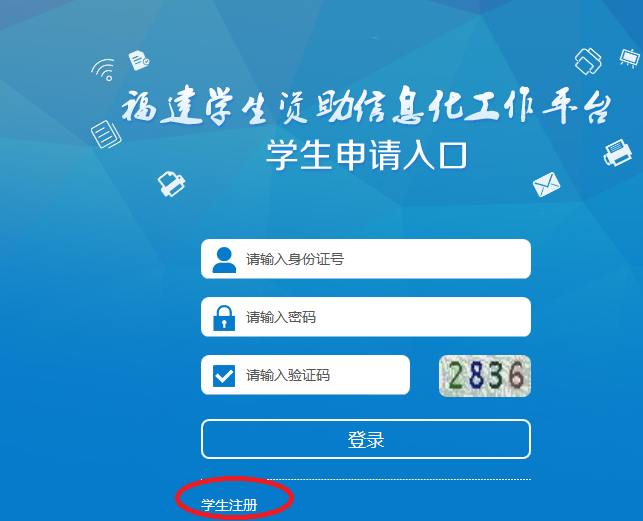 福建学生资助信息化工作平台
学生申请入口
请输入身份证号
请输入密码
请输入验证码
2836
登录
学生注册